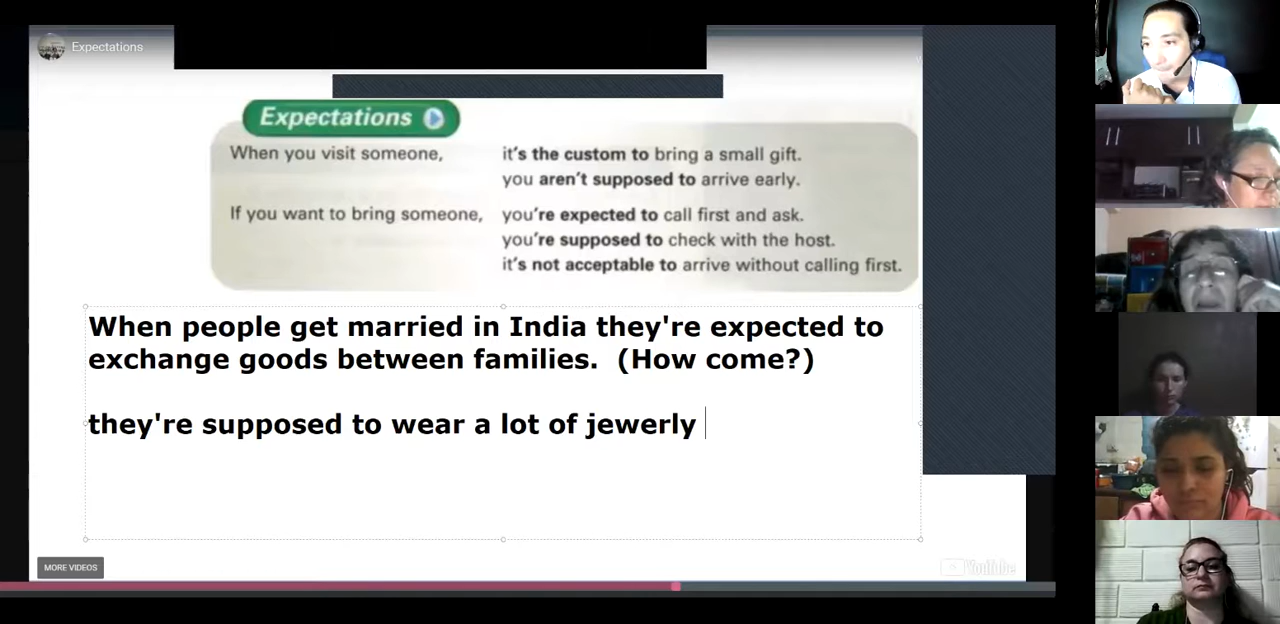 Expectations
Expectations
When you visit someone, it's the custom to bring a small gift.
you aren't supposed to arrive early.
If you want to bring someone, you're expected to call first and ask.
you're supposed to check with the host.
it's not acceptable to arrive without calling first.
When people get married in India they're expected to
exchange goods between families. (How come?)
they're supposed to wear a lot of jewerly
MORE VIDEOS
YouTube